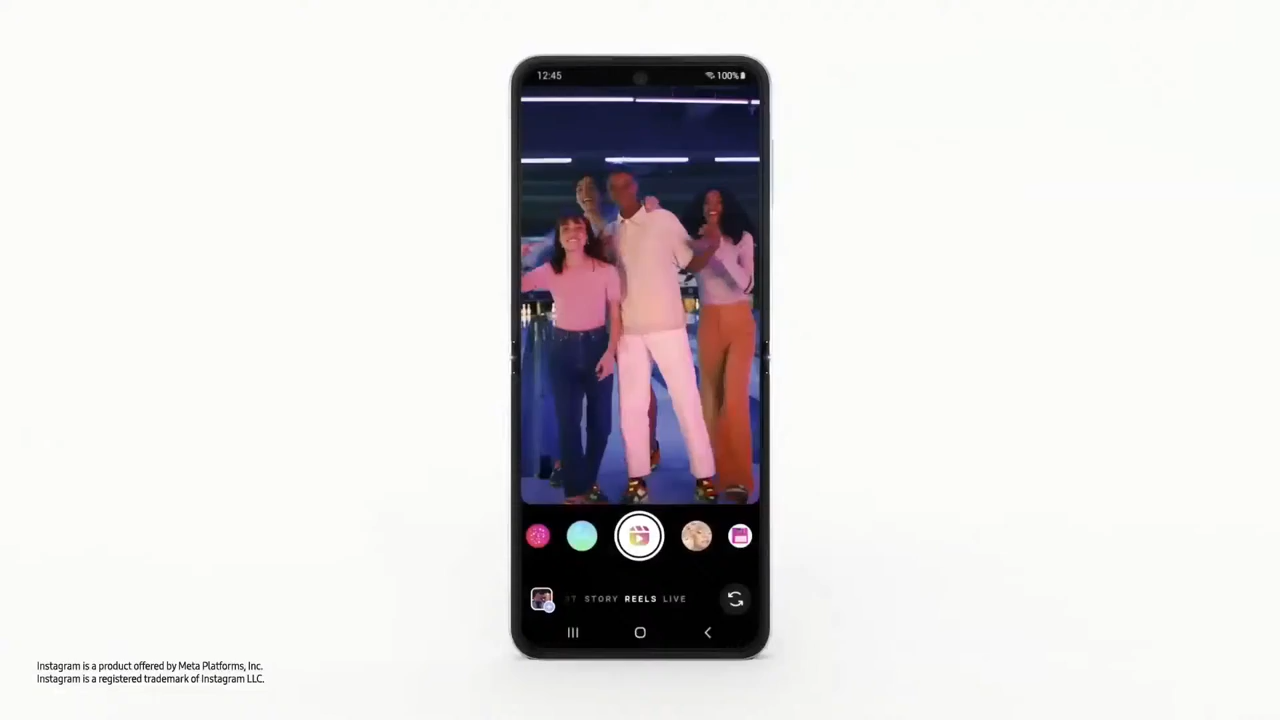 12:45
100%
STORY REELS LIVE
Instagram is a product offered by Meta Platforms, Inc.
Instagram is a registered trademark of Instagram LLC.